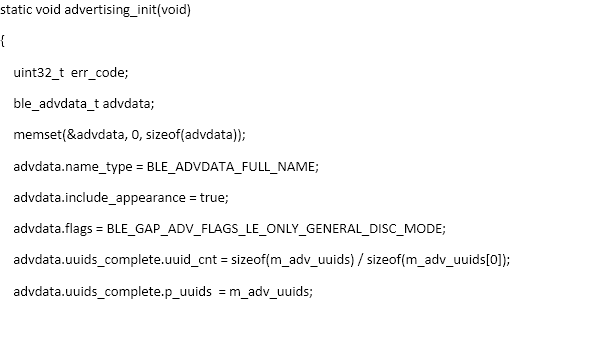 static void advertising_init(void)
{
uint32_t  err_code;
ble_advdata_t advdata;
memset(&advdata, 0, sizeof(advdata));
advdata.name_type = BLE_ADVDATA_FULL_NAME;
advdata.include_appearance = true;
advdata.flags = BLE_GAP_ADV_FLAGS_LE_ONLY_GENERAL_DISC_MODE;
advdata.uuids_complete.uuid_cnt = sizeof(m_adv_uuids) / sizeof(m_adv_uuids[0]);
advdata.uuids_complete.p_uuids  = m_adv_uuids;